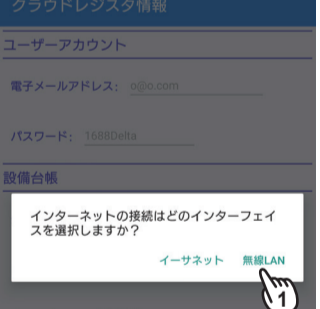 クラウドレジスタ情報
ユーザーアカウント
電子メールアドレス： o@o.com
パスワード： 1688Delta
設備台帳
インターネットの接続はどのインターフェイ
スを選択しますか？
イーサネット 無線LAN
1